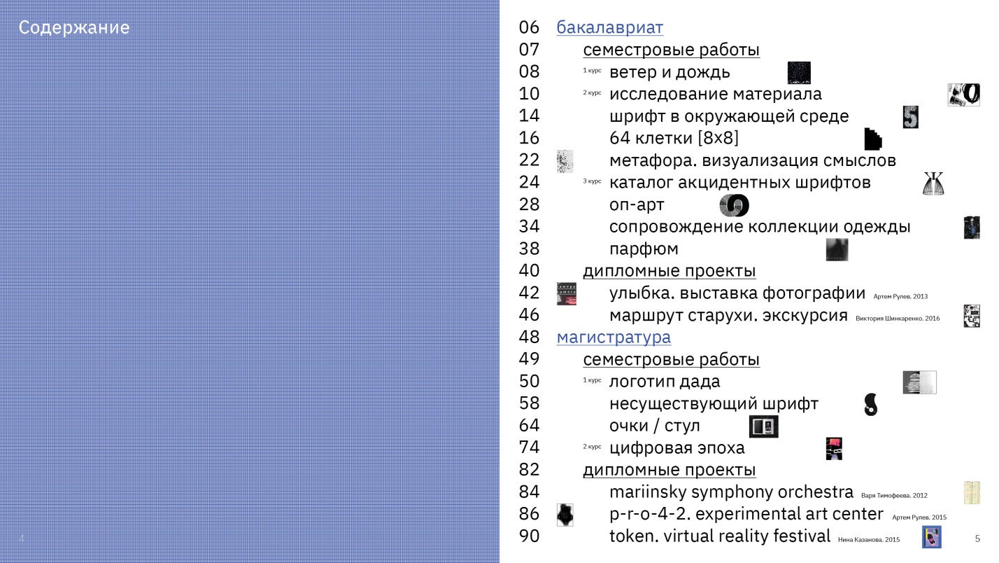 Содержание
4
06 бакалавриат
07 семестровые работы
08 1 курс ветер и дождь
10 2 курс исследование материала
14 шрифт в окружающей среде
16 64 клетки [8x8]
22 метафора. визуализация смыслов
24 3 курс каталог акцидентных шрифтов
28 оп-арт
34 сопровождение коллекции одежды
38 парфюм
40 дипломные проекты
42 улыбка. выставка фотографии Артем Рулев. 2013
46 маршрут старухи. экскурсия Виктория Шинкаренко. 2016
48 магистратура
49 семестровые работы
50 1 курс логотип дада
58 несуществующий шрифт
64 очки / стул
74 2 курс цифровая эпоха
82 дипломные проекты
84 mariinsky symphony orchestra Варя Тимофеева. 2012
86 p-r-o-4-2. experimental art center Артем Рулев. 2015
90 token. virtual reality festival Нина Казанова. 2015
5